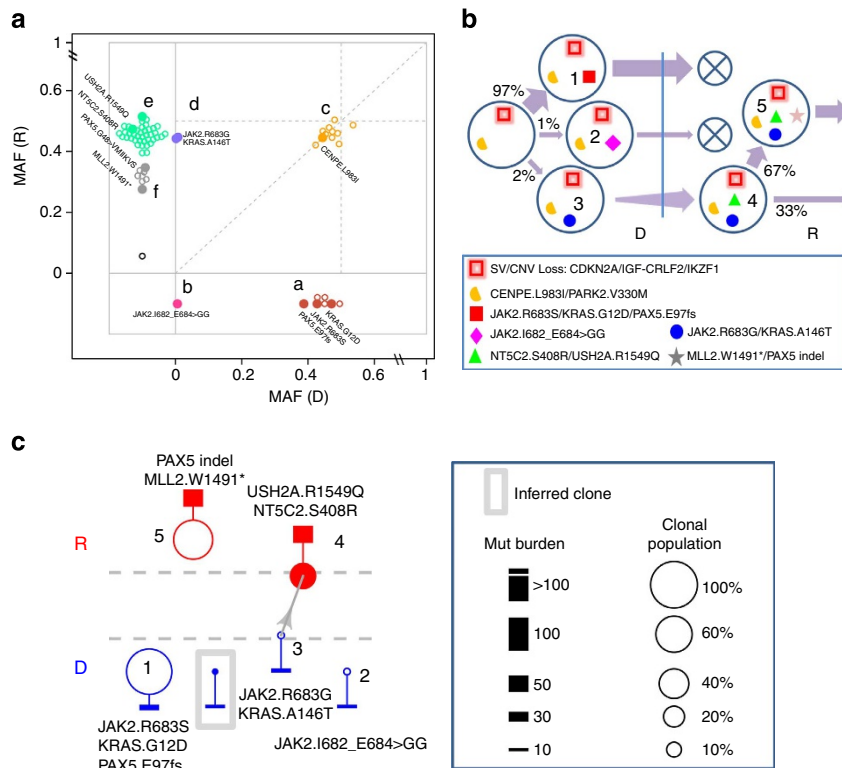 a
1
0.6
0.4
0.2
0
MAF (R)
USH2A.R1549Q
NT5C2.S408R
PAX5.G48>VMIIKVS
MLL2.W1491*
e
d
c
f
JAK2.R683G
KRAS.A146T
CENPE.L983I
b
a
JAK2.I682_E684>GG
PAX5.E97fs
JAK2.R683S
KRAS.G12D
0
0.2
0.4
0.6
1
MAF (D)
b
97%
1
1%
2
2%
3
5
67%
4
33%
D
R
SV/CNV Loss: CDKN2A/IGF-CRLF2/IKZF1
CENPE.L983I/PARK2.V330M
JAK2.R683S/KRAS.G12D/PAX5.E97fs
JAK2.I682_E684>GG
JAK2.R683G/KRAS.A146T
NT5C2.S408R/USH2A.R1549Q
MLL2.W1491*/PAX5 indel
c
PAX5 indel
MLL2.W1491*
USH2A.R1549Q
NT5C2.S408R
R
5
4
D
1
3
2
JAK2.R683G
KRAS.A146T
JAK2.R683S
KRAS.G12D
PAX5.E97fs
JAK2.I682_E684>GG
Inferred clone
Mut burden
Clonal
population
>100
100%
100
60%
50
40%
30
20%
10
10%